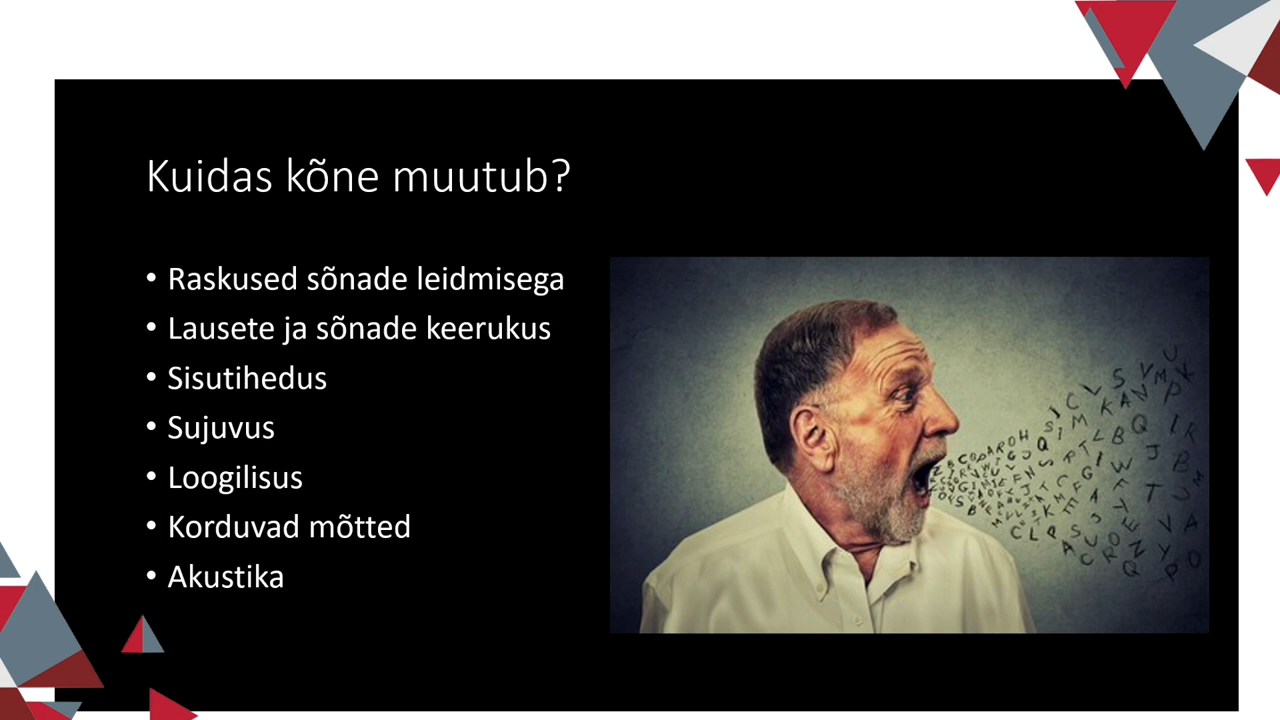 Kuidas kõne muutub?
• Raskused sõnade leidmisega
• Lausete ja sõnade keerukus
• Sisutihedus
• Sujuvus
• Loogilisus
• Korduvad mõtted
• Akustika